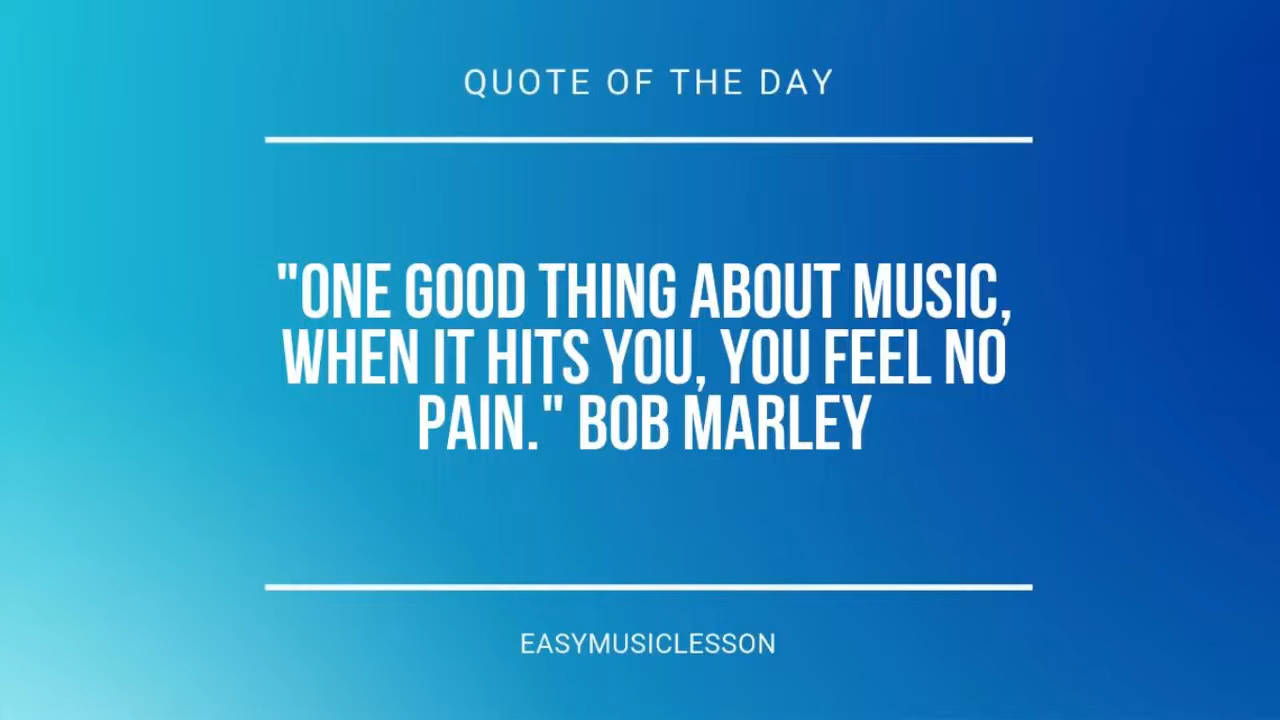 QUOTE OF THE DAY
"ONE GOOD THING ABOUT MUSIC,
WHEN IT HITS YOU, YOU FEEL NO
PAIN." BOB MARLEY
EASYMUSICLESSON